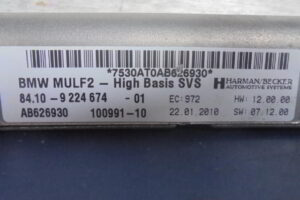 *7530AT0AB626930*
BMW MULF2 – High Basis SVS
HARMAN/BECKER
AUTOMOTIVE SYSTEMS
84.10- 9 224 674 - 01
EC: 972
HW: 12.00.00
AB626930
100991-10
22.01.2010
SW: 07.12.00